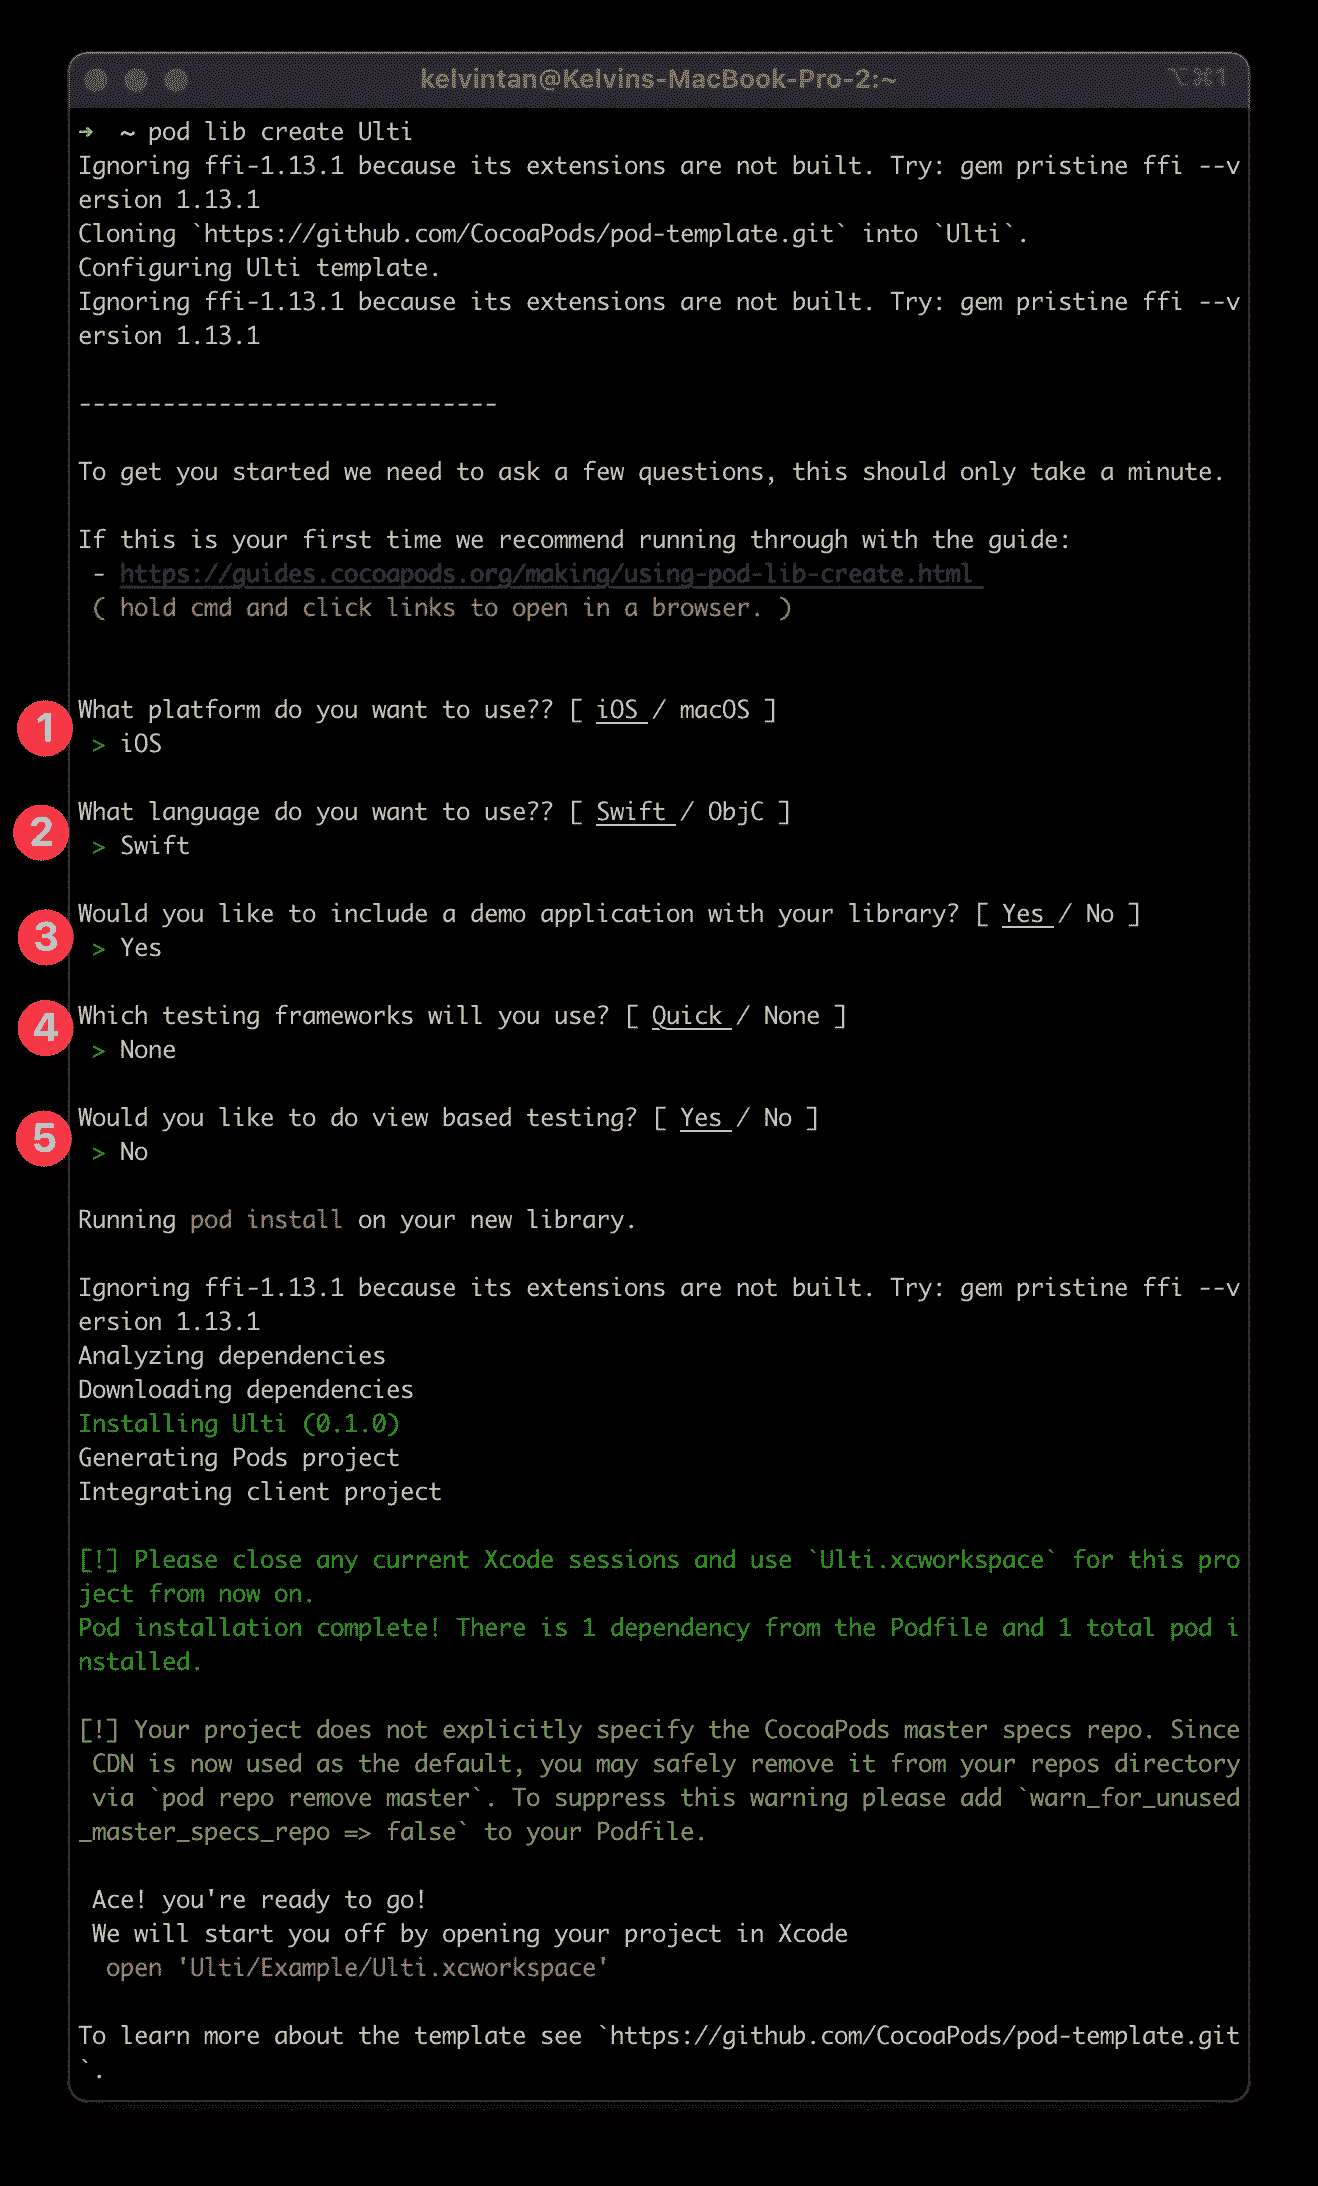 kelvintan@Kelvins-MacBook-Pro-2:~ ⌥⌘1
➜ ~ pod lib create Ulti
Ignoring ffi-1.13.1 because its extensions are not built. Try: gem pristine ffi --v
ersion 1.13.1
Cloning `https://github.com/CocoaPods/pod-template.git` into `Ulti`.
Configuring Ulti template.
Ignoring ffi-1.13.1 because its extensions are not built. Try: gem pristine ffi --v
ersion 1.13.1
------------------------------
To get you started we need to ask a few questions, this should only take a minute.
If this is your first time we recommend running through with the guide:
- https://guides.cocoapods.org/making/using-pod-lib-create.html
( hold cmd and click links to open in a browser. )
1 What platform do you want to use?? [ iOS / macOS ]
> iOS
2 What language do you want to use?? [ Swift / ObjC ]
> Swift
3 Would you like to include a demo application with your library? [ Yes / No ]
> Yes
4 Which testing frameworks will you use? [ Quick / None ]
> None
5 Would you like to do view based testing? [ Yes / No ]
> No
Running pod install on your new library.
Ignoring ffi-1.13.1 because its extensions are not built. Try: gem pristine ffi --v
ersion 1.13.1
Analyzing dependencies
Downloading dependencies
Installing Ulti (0.1.0)
Generating Pods project
Integrating client project
[!] Please close any current Xcode sessions and use `Ulti.xcworkspace` for this pro
ject from now on.
Pod installation complete! There is 1 dependency from the Podfile and 1 total pod i
nstalled.
[!] Your project does not explicitly specify the CocoaPods master specs repo. Since
CDN is now used as the default, you may safely remove it from your repos directory
via `pod repo remove master`. To suppress this warning please add `warn_for_unused
_master_specs_repo => false` to your Podfile.
Ace! you're ready to go!
We will start you off by opening your project in Xcode
open 'Ulti/Example/Ulti.xcworkspace'
To learn more about the template see `https://github.com/CocoaPods/pod-template.git
`.